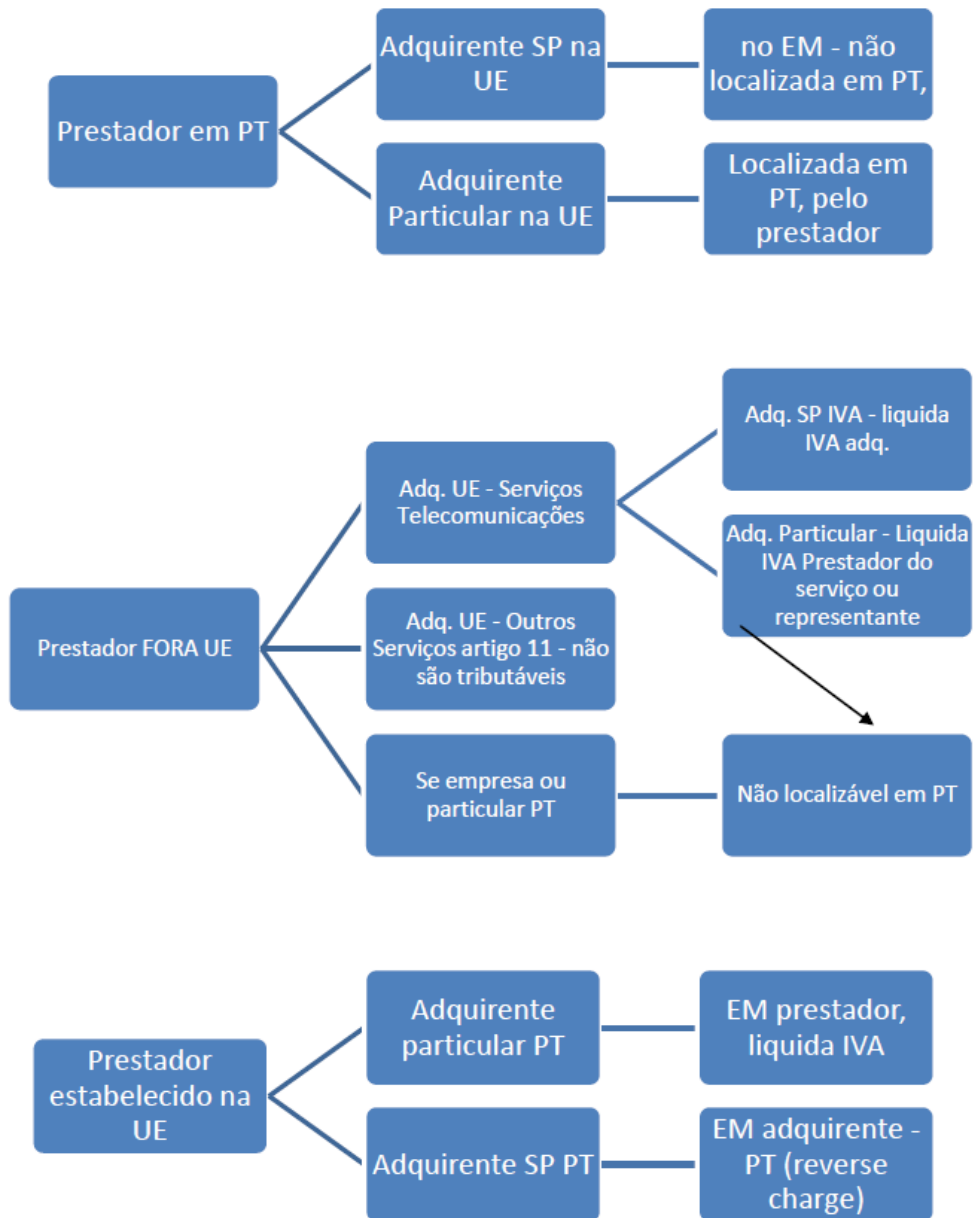 Prestador em PT
Adquirente SP na
UE
no EM - não
localizada em PT,
Adquirente
Particular na UE
Localizada em
PT, pelo
prestador
Prestador FORA UE
Adq. UE - Serviços
Telecomunicações
Adq. SP IVA - liquida
IVA adq.
Adq. Particular - Liquida
IVA Prestador do
serviço ou
representante
Adq. UE - Outros
Serviços artigo 11 - não
são tributáveis
Se empresa ou
particular PT
Não localizável em PT
Prestador
estabelecido na
UE
Adquirente
particular PT
EM prestador,
liquida IVA
Adquirente SP PT
EM adquirente -
PT (reverse
charge)